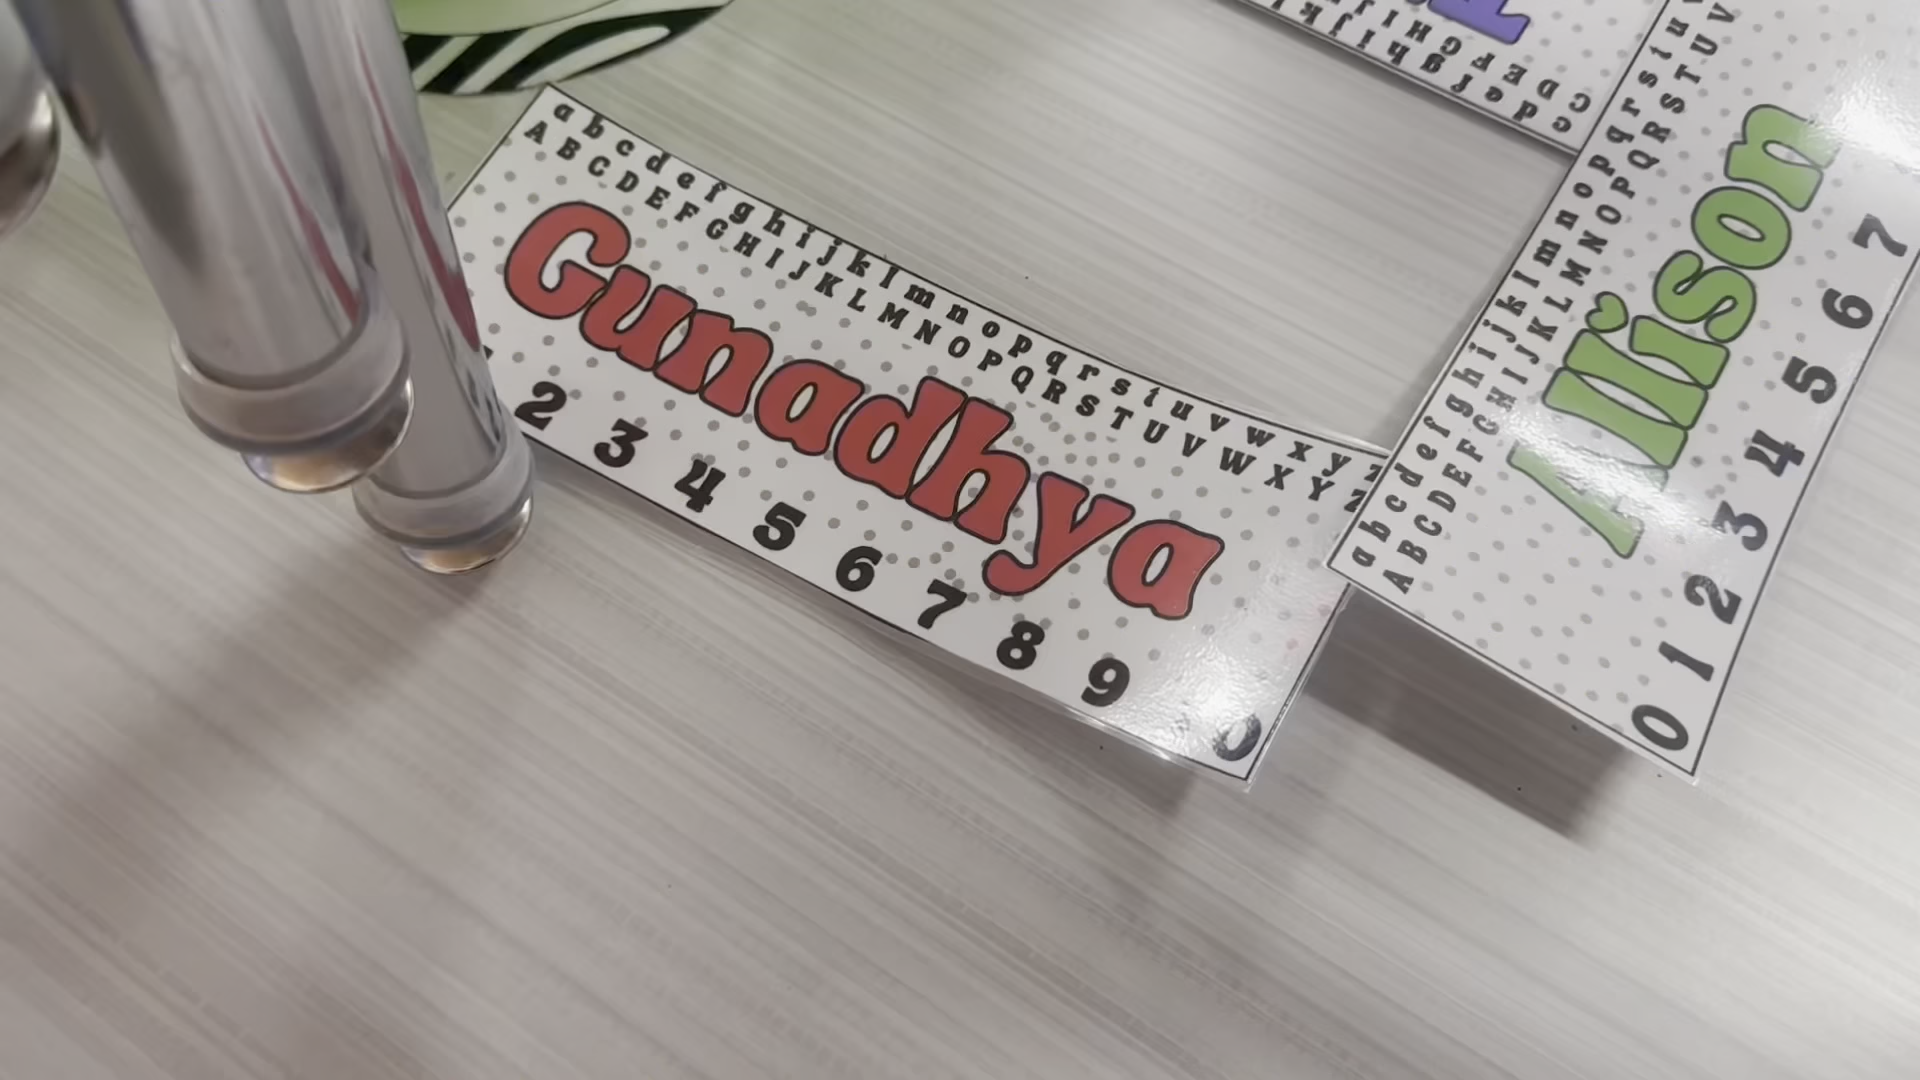 a b c d e f g h i j k l m n o p q r s t u v w x y z
A B C D E F G H I J K L M N O P Q R S T U V W X Y Z
Gunadhya
2 3 4 5 6 7 8 9 0
a b c d e f g h i j k l m n o p q r s t u
A B C D E F G H I J K L M N O P Q R S T U V
Allison
0 1 2 3 4 5 6 7
C D E F G H I J
c d e f g h i j k l